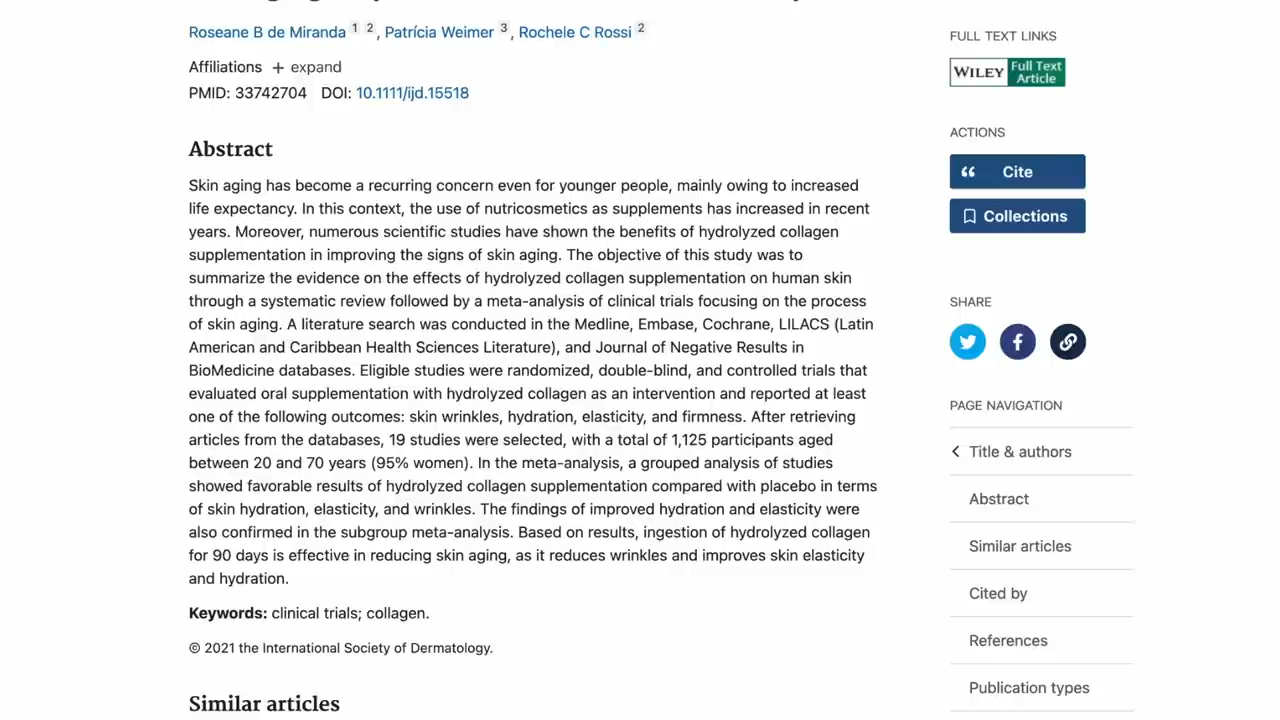 Roseane B de Miranda 1 2, Patrícia Weimer 3, Rochele C Rossi 2
Affiliations + expand
PMID: 33742704 DOI: 10.1111/ijd.15518
Abstract
Skin aging has become a recurring concern even for younger people, mainly owing to increased
life expectancy. In this context, the use of nutricosmetics as supplements has increased in recent
years. Moreover, numerous scientific studies have shown the benefits of hydrolyzed collagen
supplementation in improving the signs of skin aging. The objective of this study was to
summarize the evidence on the effects of hydrolyzed collagen supplementation on human skin
through a systematic review followed by a meta-analysis of clinical trials focusing on the process
of skin aging. A literature search was conducted in the Medline, Embase, Cochrane, LILACS (Latin
American and Caribbean Health Sciences Literature), and Journal of Negative Results in
BioMedicine databases. Eligible studies were randomized, double-blind, and controlled trials that
evaluated oral supplementation with hydrolyzed collagen as an intervention and reported at least
one of the following outcomes: skin wrinkles, hydration, elasticity, and firmness. After retrieving
articles from the databases, 19 studies were selected, with a total of 1,125 participants aged
between 20 and 70 years (95% women). In the meta-analysis, a grouped analysis of studies
showed favorable results of hydrolyzed collagen supplementation compared with placebo in terms
of skin hydration, elasticity, and wrinkles. The findings of improved hydration and elasticity were
also confirmed in the subgroup meta-analysis. Based on results, ingestion of hydrolyzed collagen
for 90 days is effective in reducing skin aging, as it reduces wrinkles and improves skin elasticity
and hydration.
Keywords: clinical trials; collagen.
© 2021 the International Society of Dermatology.
Similar articles
FULL TEXT LINKS
WILEY Full Text
Article
ACTIONS
Cite
Collections
SHARE
PAGE NAVIGATION
Title & authors
Abstract
Similar articles
Cited by
References
Publication types